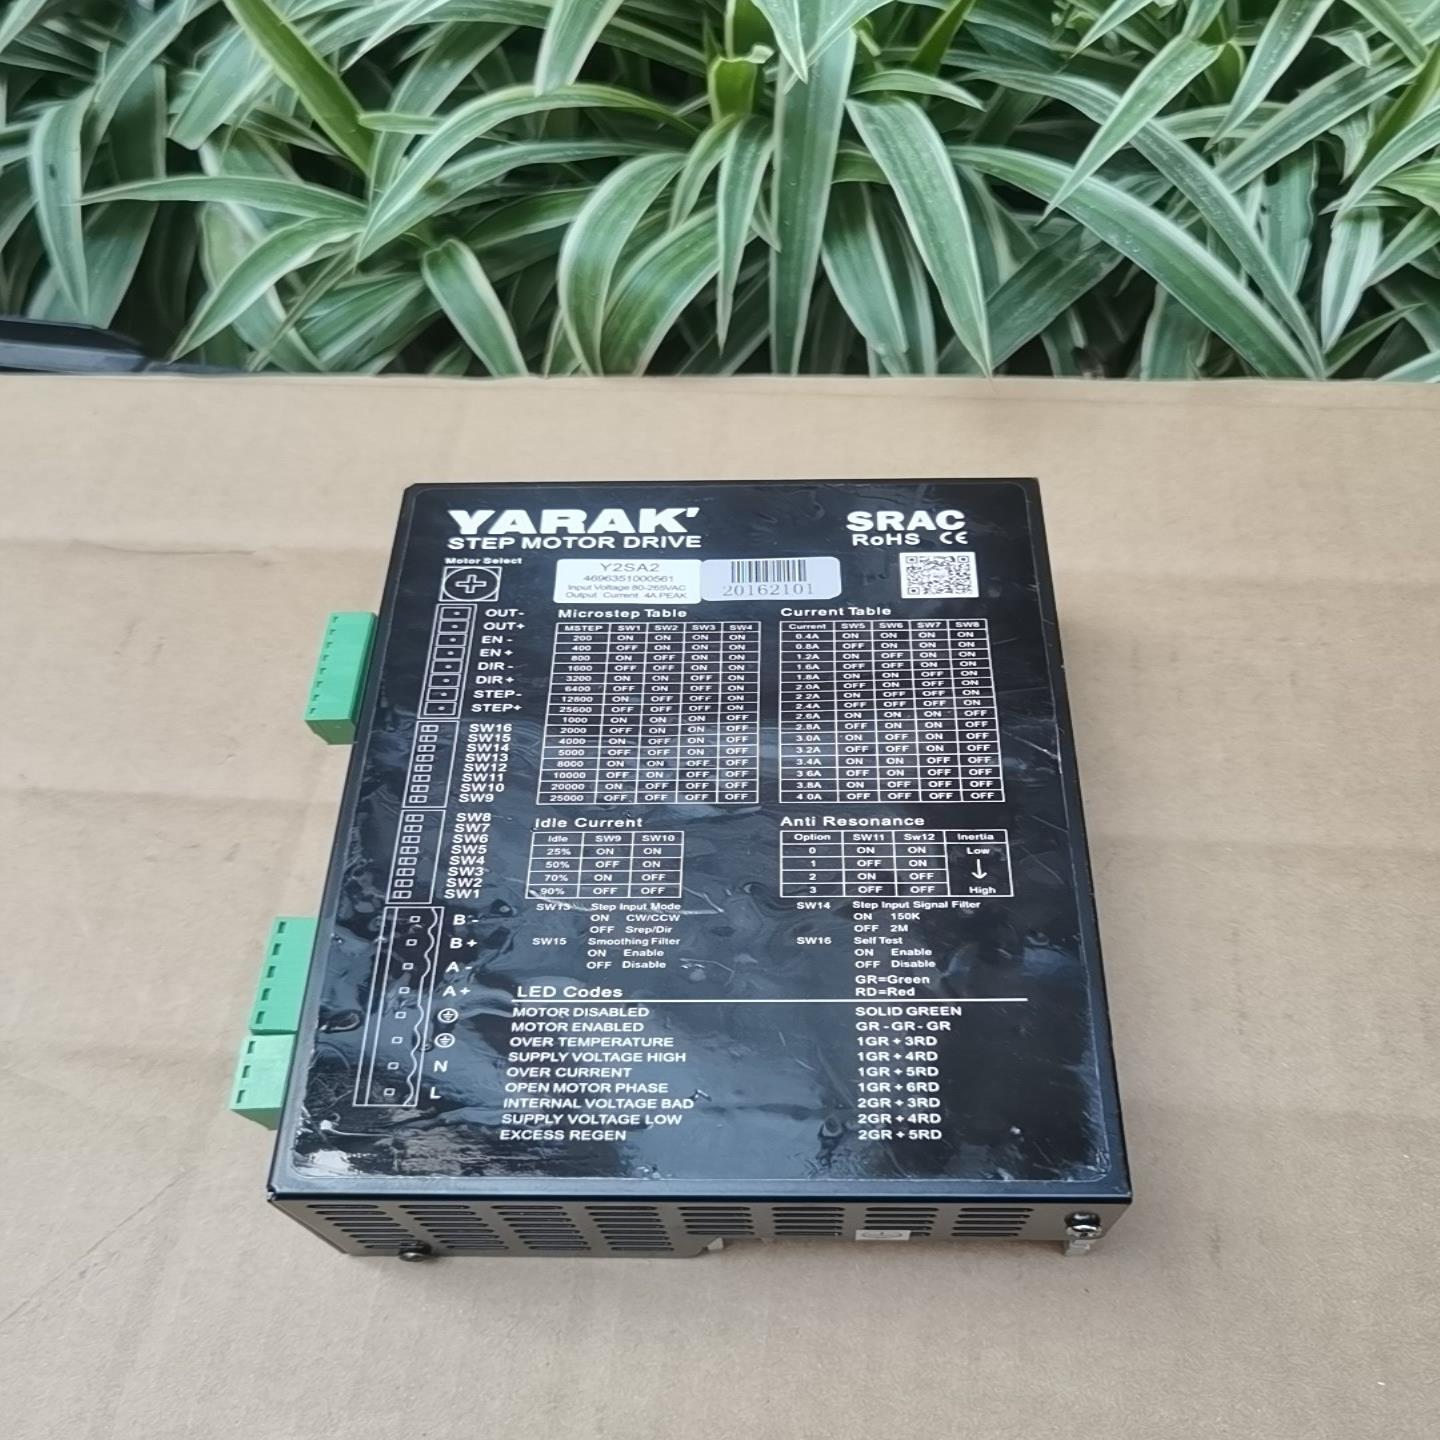 YARAK'
STEP MOTOR DRIVE
SRAC
RoHS CE
Motor Select
Y2SA2
4696351000561
Input Voltage 80-265VAC
Output Current 4A PEAK
20162101
OUT-
OUT+
EN -
EN +
DIR -
DIR +
STEP-
STEP+
SW16
SW15
SW14
SW13
SW12
SW11
SW10
SW9
SW8
SW7
SW6
SW5
SW4
SW3
SW2
SW1
B -
B +
A -
A +
N
L
Microstep Table
MSTEP SW1 SW2 SW3 SW4
200 ON ON ON ON
400 OFF ON ON ON
800 ON OFF ON ON
1600 OFF OFF ON ON
3200 ON ON OFF ON
6400 OFF ON OFF ON
12800 ON OFF OFF ON
25600 OFF OFF OFF ON
1000 ON ON ON OFF
2000 OFF ON ON OFF
4000 ON OFF ON OFF
5000 OFF OFF ON OFF
8000 ON ON OFF OFF
10000 OFF ON OFF OFF
20000 ON OFF OFF OFF
25000 OFF OFF OFF OFF
Current Table
Current SW5 SW6 SW7 SW8
0.4A ON ON ON ON
0.8A OFF ON ON ON
1.2A ON OFF ON ON
1.6A OFF OFF ON ON
1.8A ON ON OFF ON
2.0A OFF ON OFF ON
2.2A ON OFF OFF ON
2.4A OFF OFF OFF ON
2.6A ON ON ON OFF
2.8A OFF ON ON OFF
3.0A ON OFF ON OFF
3.2A OFF OFF ON OFF
3.4A ON ON OFF OFF
3 6A OFF ON OFF OFF
3.8A ON OFF OFF OFF
4 0A OFF OFF OFF OFF
Idle Current
Idle SW9 SW10
25% ON ON
50% OFF ON
70% ON OFF
90% OFF OFF
Anti Resonance
Option SW11 Sw12 Inertia
0 ON ON Low
1 OFF ON
2 ON OFF
3 OFF OFF High
SW13 Step Input Mode
ON CW/CCW
OFF Srep/Dir
SW15 Smoothing Filter
ON Enable
OFF Disable
SW14 Step Input Signal Filter
ON 150K
OFF 2M
SW16 Self Test
ON Enable
OFF Disable
GR=Green
RD=Red
LED Codes
MOTOR DISABLED SOLID GREEN
MOTOR ENABLED GR - GR - GR
OVER TEMPERATURE 1GR + 3RD
SUPPLY VOLTAGE HIGH 1GR + 4RD
OVER CURRENT 1GR + 5RD
OPEN MOTOR PHASE 1GR + 6RD
INTERNAL VOLTAGE BAD 2GR + 3RD
SUPPLY VOLTAGE LOW 2GR + 4RD
EXCESS REGEN 2GR + 5RD